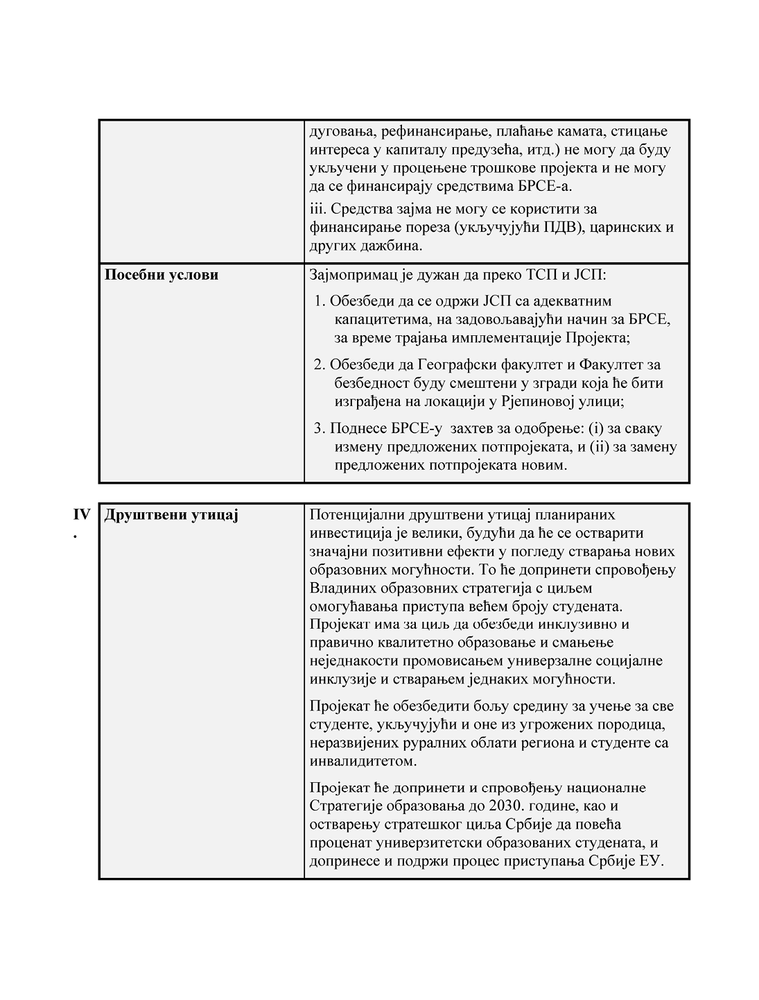 дуговања, рефинансирање, плаћање камата, стицање
интереса у капиталу предузећа, итд.) не могу да буду
укључени у процењене трошкове пројекта и не могу
да се финансирају средствима БРСЕ-а.
iii. Средства зајма не могу се користити за
финансирање пореза (укључујући ПДВ), царинских и
других дажбина.
Посебни услови
Зајмопримац је дужан да преко ТСП и ЈСП:
1. Обезбеди да се одржи ЈСП са адекватним
капацитетима, на задовољавајући начин за БРСЕ,
за време трајања имплементације Пројекта;
2. Обезбеди да Географски факултет и Факултет за
безбедност буду смештени у згради која ће бити
изграђена на локацији у Рјепиновој улици;
3. Поднесе БРСЕ-у захтев за одобрење: (i) за сваку
измену предложених потпројеката, и (ii) за замену
предложених потпројеката новим.
IV
.
Друштвени утицај
Потенцијални друштвени утицај планираних
инвестиција је велики, будући да ће се остварити
значајни позитивни ефекти у погледу стварања нових
образовних могућности. То ће допринети спровођењу
Владиних образовних стратегија с циљем
омогућавања приступа већем броју студената.
Пројекат има за циљ да обезбеди инклузивно и
правично квалитетно образовање и смањење
неједнакости промовисањем универзалне социјалне
инклузије и стварањем једнаких могућности.
Пројекат ће обезбедити бољу средину за учење за све
студенте, укључујући и оне из угрожених породица,
неразвијених руралних облати региона и студенте са
инвалидитетом.
Пројекат ће допринети и спровођењу националне
Стратегије образовања до 2030. године, као и
остварењу стратешког циља Србије да повећа
проценат универзитетски образованих студената, и
допринесе и подржи процес приступања Србије ЕУ.